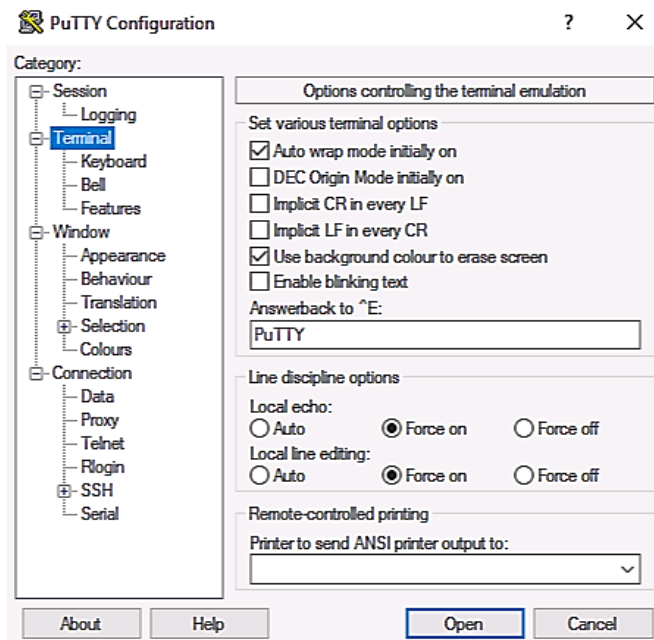 PuTTY Configuration
? 
Category:
Session
Logging
Terminal
Keyboard
Bell
Features
Window
Appearance
Behaviour
Translation
Selection
Colours
Connection
Data
Proxy
Telnet
Rlogin
SSH
Serial
Options controlling the terminal emulation
Set various terminal options
Auto wrap mode initially on
DEC Origin Mode initially on
Implicit CR in every LF
Implicit LF in every CR
Use background colour to erase screen
Enable blinking text
Answerback to ^E:
PuTTY
Line discipline options
Local echo:
Auto Force on Force off
Local line editing:
Auto Force on Force off
Remote-controlled printing
Printer to send ANSI printer output to:
About Help Open Cancel